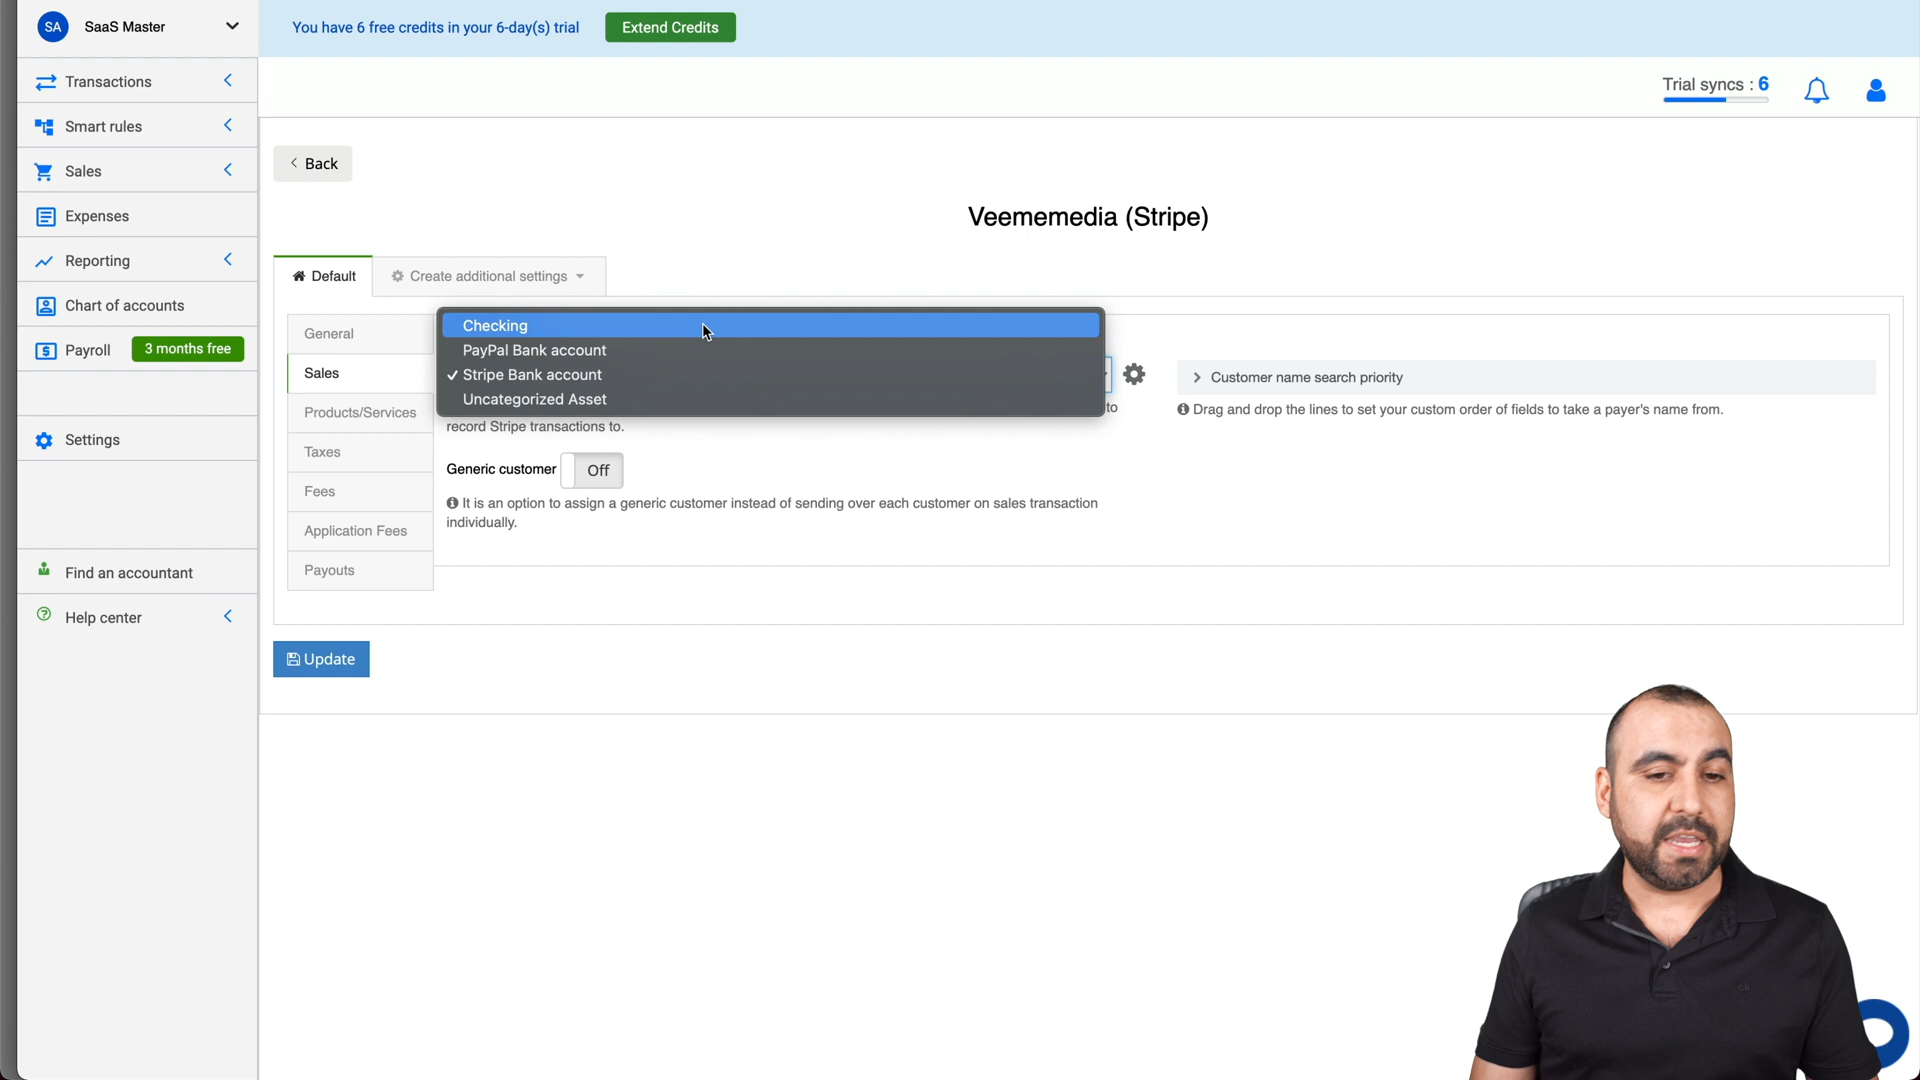 SA SaaS Master
You have 6 free credits in your 6-day(s) trial
Extend Credits
Transactions
Smart rules
Sales
Expenses
Reporting
Chart of accounts
Payroll 3 months free
Settings
Find an accountant
Help center
Trial syncs : 6
Back
Veememedia (Stripe)
Default
Create additional settings
General
Sales
Products/Services
Taxes
Fees
Application Fees
Payouts
Checking
PayPal Bank account
✓ Stripe Bank account
Uncategorized Asset
to
record Stripe transactions to.
Generic customer Off
It is an option to assign a generic customer instead of sending over each customer on sales transaction
individually.
Customer name search priority
Drag and drop the lines to set your custom order of fields to take a payer's name from.
Update